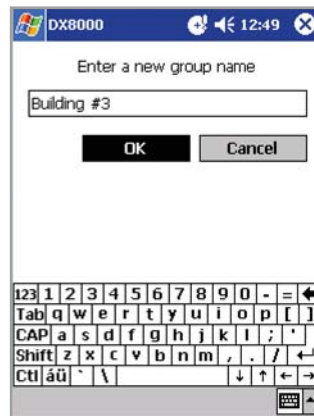 DX8000 12:49
Enter a new group name
Building #3
OK Cancel
123 1 2 3 4 5 6 7 8 9 0 - =
Tab q w e r t y u i o p [ ]
CAP a s d f g h j k l ; '
Shift z x c v b n m , . /
Ctl áü ` \